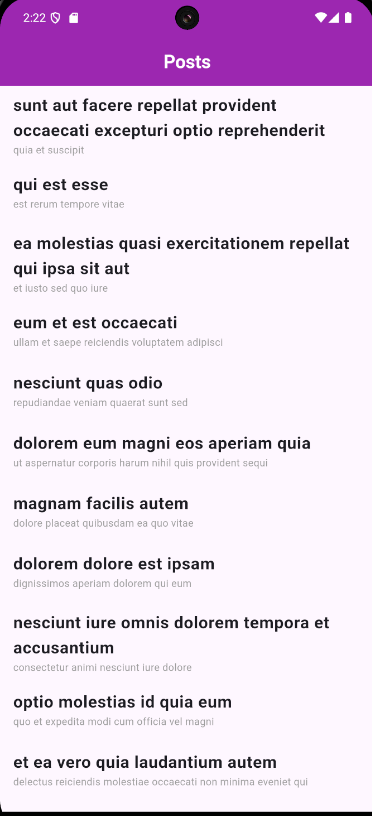 2:22
Posts
sunt aut facere repellat provident
occaecati excepturi optio reprehenderit
quia et suscipit
qui est esse
est rerum tempore vitae
ea molestias quasi exercitationem repellat
qui ipsa sit aut
et iusto sed quo iure
eum et est occaecati
ullam et saepe reiciendis voluptatem adipisci
nesciunt quas odio
repudiandae veniam quaerat sunt sed
dolorem eum magni eos aperiam quia
ut aspernatur corporis harum nihil quis provident sequi
magnam facilis autem
dolore placeat quibusdam ea quo vitae
dolorem dolore est ipsam
dignissimos aperiam dolorem qui eum
nesciunt iure omnis dolorem tempora et
accusantium
consectetur animi nesciunt iure dolore
optio molestias id quia eum
quo et expedita modi cum officia vel magni
et ea vero quia laudantium autem
delectus reiciendis molestiae occaecati non minima eveniet qui